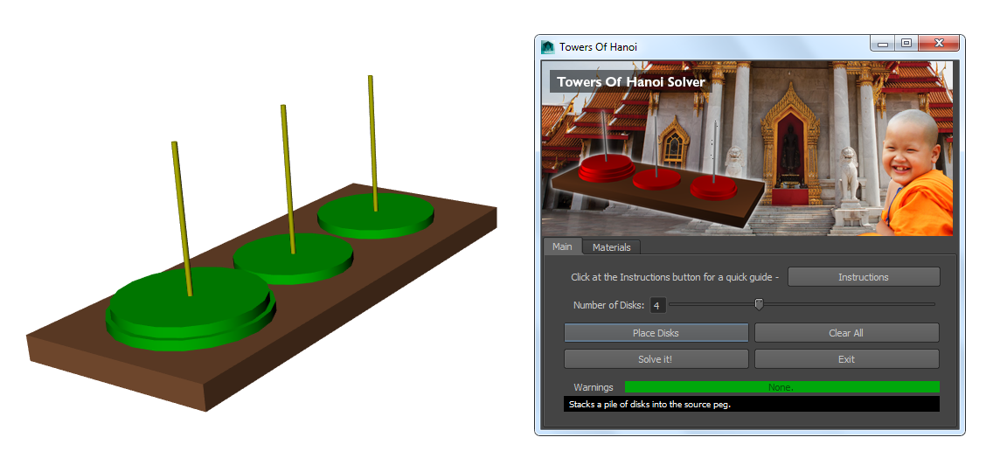 Towers Of Hanoi
Towers Of Hanoi Solver
Main
Materials
Click at the Instructions button for a quick guide -
Instructions
Number of Disks:
4
Place Disks
Clear All
Solve it!
Exit
Warnings
None.
Stacks a pile of disks into the source peg.